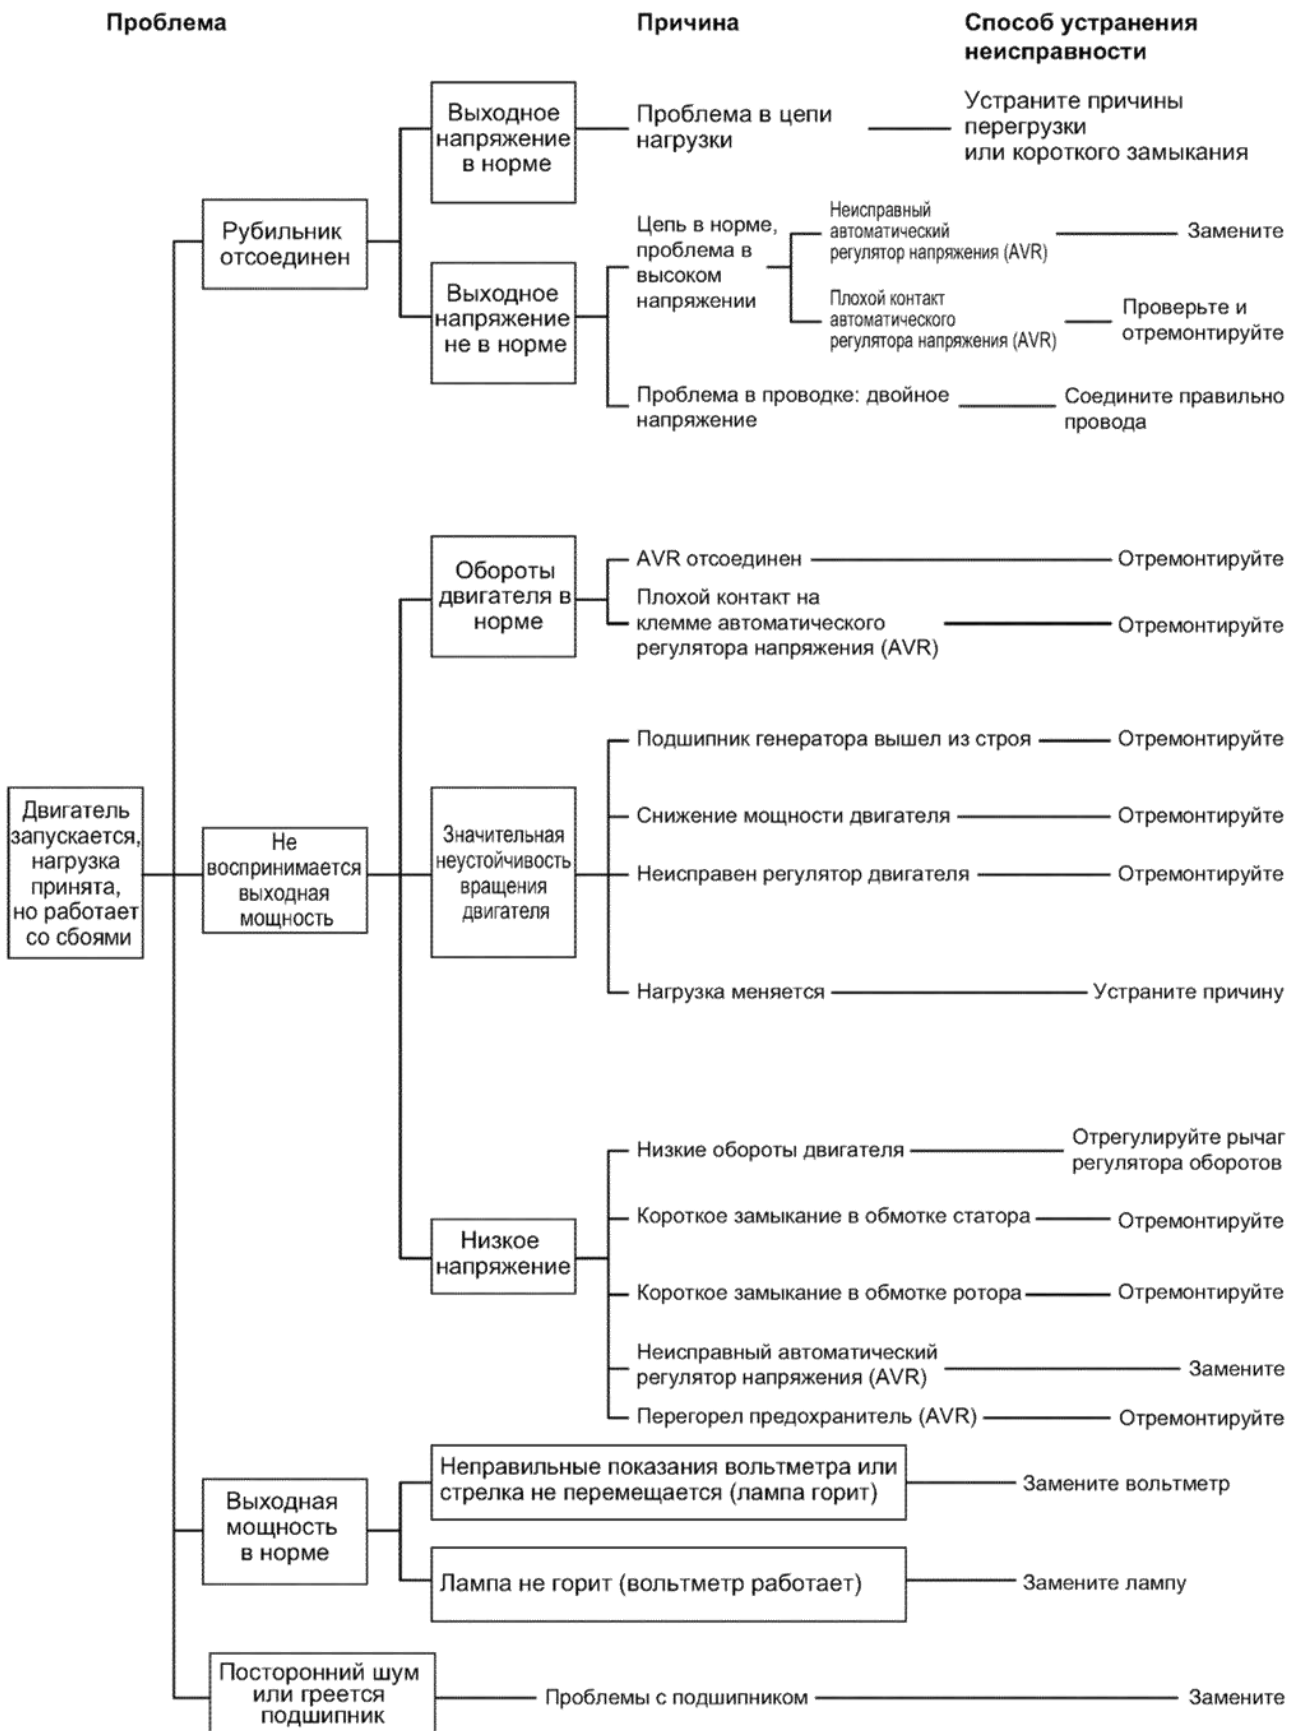 Проблема
Причина
Способ устранения
неисправности
Выходное
напряжение
в норме
Проблема в цепи
нагрузки
Устраните причины
перегрузки
или короткого замыкания
Рубильник
отсоединен
Выходное
напряжение
не в норме
Цепь в норме,
проблема в
высоком
напряжении
Неисправный
автоматический
регулятор напряжения (AVR)
Замените
Плохой контакт
автоматического
регулятора напряжения (AVR)
Проверьте и
отремонтируйте
Проблема в проводке: двойное
напряжение
Соедините правильно
провода
Обороты
двигателя в
норме
AVR отсоединен
Отремонтируйте
Плохой контакт на
клемме автоматического
регулятора напряжения (AVR)
Отремонтируйте
Двигатель
запускается,
нагрузка
принята,
но работает
со сбоями
Не
воспринимается
выходная
мощность
Значительная
неустойчивость
вращения
двигателя
Подшипник генератора вышел из строя
Отремонтируйте
Снижение мощности двигателя
Отремонтируйте
Неисправен регулятор двигателя
Отремонтируйте
Нагрузка меняется
Устраните причину
Низкое
напряжение
Низкие обороты двигателя
Отрегулируйте рычаг
регулятора оборотов
Короткое замыкание в обмотке статора
Отремонтируйте
Короткое замыкание в обмотке ротора
Отремонтируйте
Неисправный автоматический
регулятор напряжения (AVR)
Замените
Перегорел предохранитель (AVR)
Отремонтируйте
Выходная
мощность
в норме
Неправильные показания вольтметра или
стрелка не перемещается (лампа горит)
Замените вольтметр
Лампа не горит (вольтметр работает)
Замените лампу
Посторонний шум
или греется
подшипник
Проблемы с подшипником
Замените